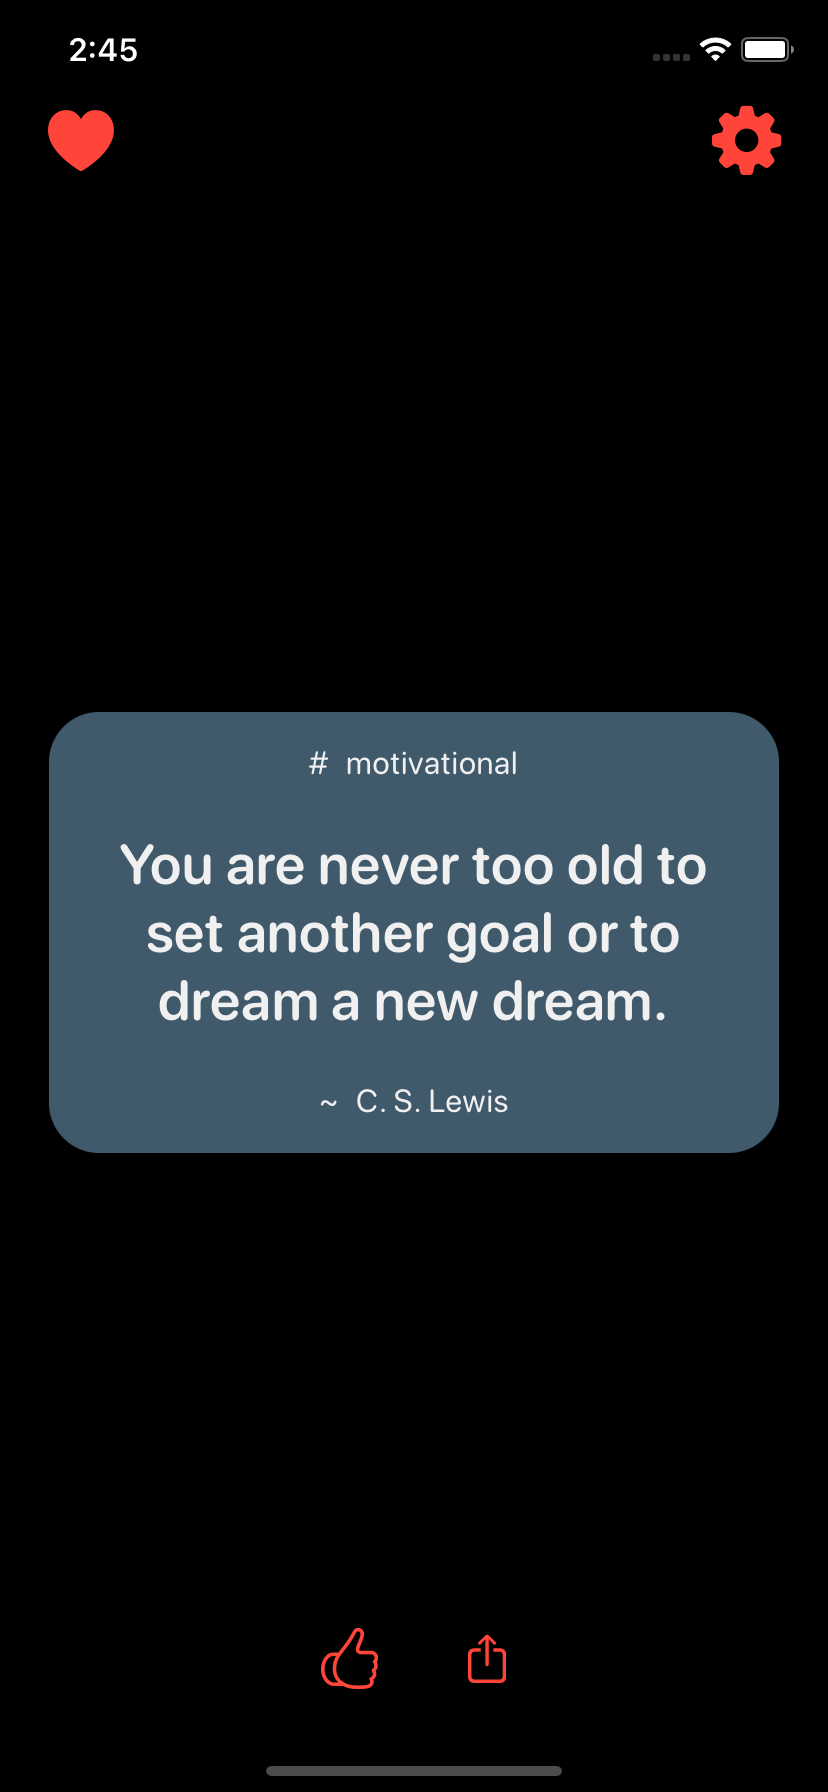 2:45
# motivational
You are never too old to
set another goal or to
dream a new dream.
~ C. S. Lewis